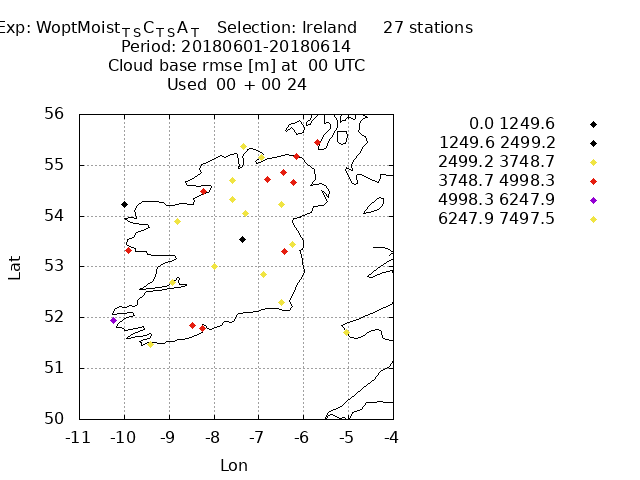 Exp: WoptMoistTSCTSAT Selection: Ireland 27 stations
Period: 20180601-20180614
Cloud base rmse [m] at 00 UTC
Used 00 + 00 24
0.0 1249.6
1249.6 2499.2
2499.2 3748.7
3748.7 4998.3
4998.3 6247.9
6247.9 7497.5
56
55
54
53
52
51
50
Lat
-11 -10 -9 -8 -7 -6 -5 -4
Lon